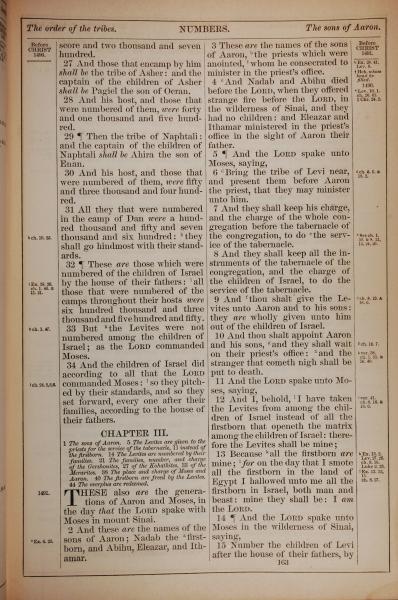 The order of the tribes.
NUMBERS.
The sons of Aaron.
Before
CHRIST
1490.
score and two thousand and seven
hundred.
27 And those that encamp by him
shall be the tribe of Asher: and the
captain of the children of Asher
shall be Pagiel the son of Ocran.
28 And his host, and those that
were numbered of them, were forty
and one thousand and five hund-
red.
29 ¶ Then the tribe of Naphtali:
and the captain of the children of
Naphtali shall be Ahira the son of
Enan.
30 And his host, and those that
were numbered of them, were fifty
and three thousand and four hund-
red.
31 All they that were numbered
in the camp of Dan were a hund-
red thousand and fifty and seven
thousand and six hundred: they
shall go hindmost with their stand-
ards.
32 ¶ These are those which were
numbered of the children of Israel
by the house of their fathers: all
those that were numbered of the
camps throughout their hosts were
six hundred thousand and three
thousand and five hundred and fifty.
33 But the Levites were not
numbered among the children of
Israel; as the LORD commanded
Moses.
34 And the children of Israel did
according to all that the LORD
commanded Moses: so they pitch-
ed by their standards, and so they
set forward, every one after their
families, according to the house of
their fathers.
CHAPTER III.
1 The sons of Aaron. 5 The Levites are given to the
priests for the service of the tabernacle, 11 instead of
the firstborn. 14 The Levites are numbered by their
families. 21 The families, number, and charge
of the Gershonites, 27 of the Kohathites, 33 of the
Merarites. 38 The place and charge of Moses and
Aaron. 40 The firstborn are freed by the Levites.
44 The overplus are redeemed.
THESE also are the genera-
tions of Aaron and Moses, in
the day that the LORD spake with
Moses in mount Sinai.
2 And these are the names of the
sons of Aaron; Nadab the first-
born, and Abihu, Eleazar, and Ith-
amar.
3 These are the names of the sons
of Aaron, the priests which were
anointed, whom he consecrated to
minister in the priest's office.
4 And Nadab and Abihu died
before the LORD, when they offered
strange fire before the LORD, in
the wilderness of Sinai, and they
had no children: and Eleazar and
Ithamar ministered in the priest's
office in the sight of Aaron their
father.
5 ¶ And the LORD spake unto
Moses, saying,
6 Bring the tribe of Levi near,
and present them before Aaron
the priest, that they may minister
unto him.
7 And they shall keep his charge,
and the charge of the whole con-
gregation before the tabernacle of
the congregation, to do the serv-
ice of the tabernacle.
8 And they shall keep all the in-
struments of the tabernacle of the
congregation, and the charge of
the children of Israel, to do the
service of the tabernacle.
9 And thou shalt give the Le-
vites unto Aaron and to his sons:
they are wholly given unto him
out of the children of Israel.
10 And thou shalt appoint Aaron
and his sons, and they shall wait
on their priest's office: and the
stranger that cometh nigh shall be
put to death.
11 And the LORD spake unto Mo-
ses, saying,
12 And I, behold, I have taken
the Levites from among the chil-
dren of Israel instead of all the
firstborn that openeth the matrix
among the children of Israel: there-
fore the Levites shall be mine;
13 Because all the firstborn are
mine; for on the day that I smote
all the firstborn in the land of
Egypt I hallowed unto me all the
firstborn in Israel, both man and
beast: mine they shall be: I am
the LORD.
14 ¶ And the LORD spake unto
Moses in the wilderness of Sinai,
saying,
15 Number the children of Levi
after the house of their fathers, by
163
Before
CHRIST
1490.